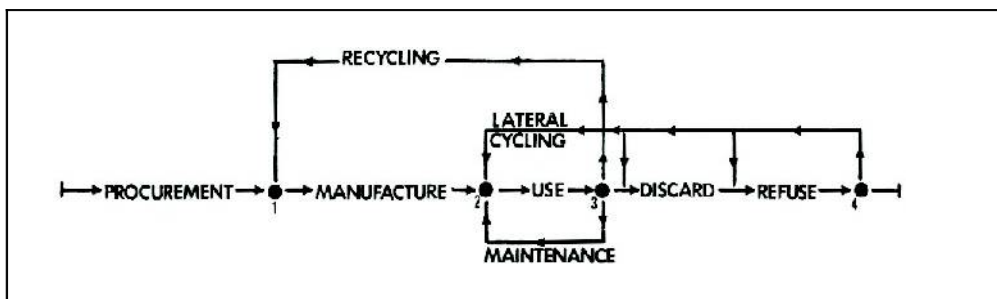 RECYCLING
LATERAL
CYCLING
PROCUREMENT MANUFACTURE USE DISCARD REFUSE
1 2 3 4
MAINTENANCE